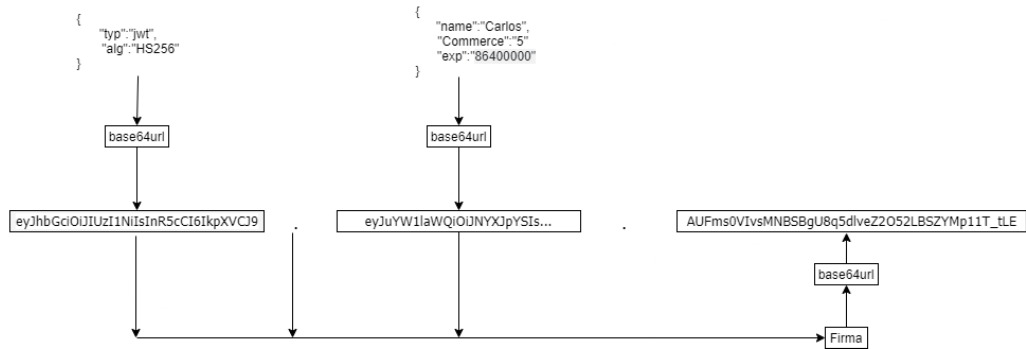 {
"typ":"jwt",
"alg":"HS256"
}
{
"name":"Carlos",
"Commerce":"5"
"exp":"86400000"
}
base64url
base64url
eyJhbGciOiJIUzI1NiIsInR5cCI6IkpXVCJ9
.
eyJuYW1laWQiOiJNYXJpYSIs...
.
AUFms0VIvsMNBSBgU8q5dlveZ2O52LBSZYMp11T_tLE
base64url
Firma